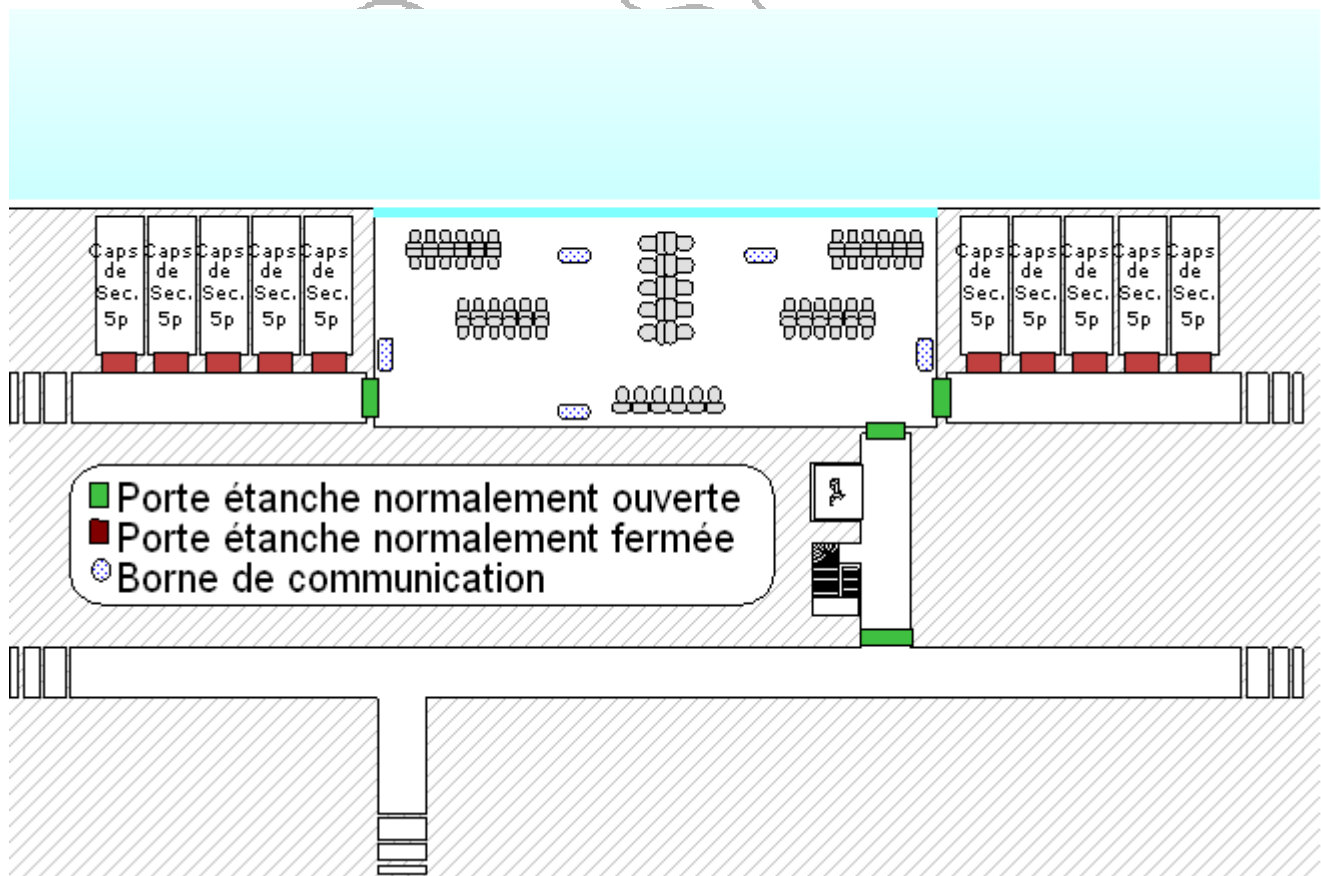 Caps Caps Caps Caps Caps
de de de de de
Sec. Sec. Sec. Sec. Sec.
5p 5p 5p 5p 5p
Caps Caps Caps Caps Caps
de de de de de
Sec. Sec. Sec. Sec. Sec.
5p 5p 5p 5p 5p
Porte étanche normalement ouverte
Porte étanche normalement fermée
Borne de communication